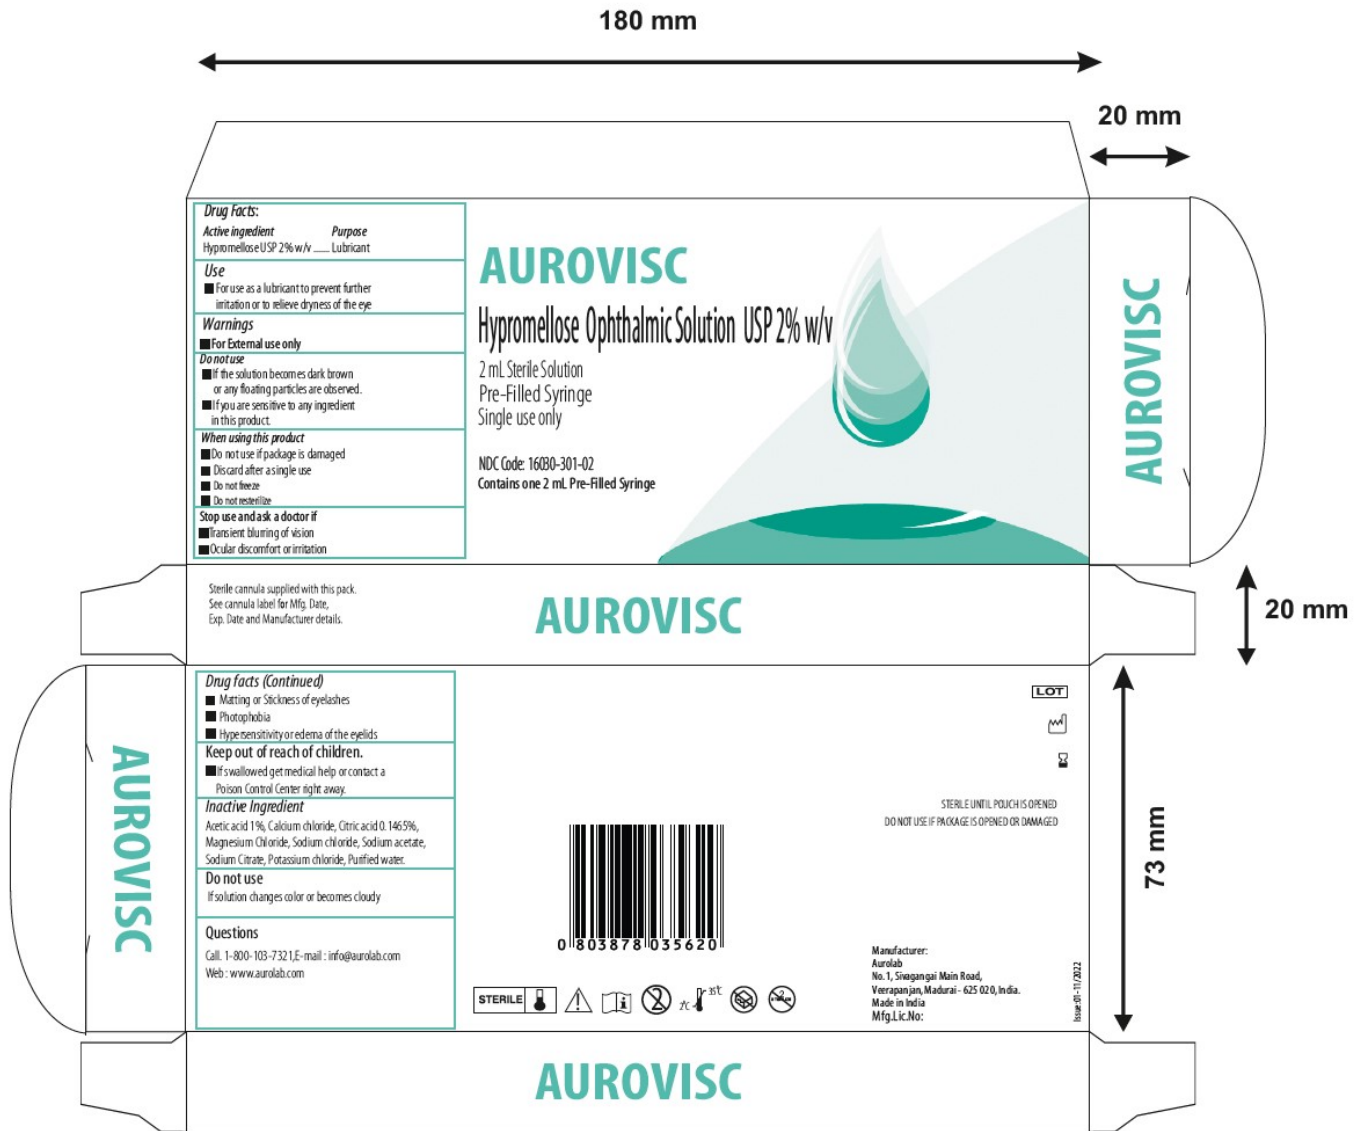 180 mm
20 mm
Drug Facts:
Active ingredient Purpose
Hypromellose USP 2% w/v ...... Lubricant
Use
For use as a lubricant to prevent further
irritation or to relieve dryness of the eye
Warnings
For External use only
Do not use
If the solution becomes dark brown
or any floating particles are observed.
If you are sensitive to any ingredient
in this product.
When using this product
Do not use if package is damaged
Discard after a single use
Do not freeze
Do not resterilize
Stop use and ask a doctor if
Transient blurring of vision
Ocular discomfort or irritation
AUROVISC
Hypromellose Ophthalmic Solution USP 2% w/v
2 mL Sterile Solution
Pre-Filled Syringe
Single use only
NDC Code: 16030-301-02
Contains one 2 mL Pre-Filled Syringe
AUROVISC
Sterile cannula supplied with this pack.
See cannula label for Mfg. Date,
Exp. Date and Manufacturer details.
AUROVISC
20 mm
AUROVISC
Drug facts (Continued)
Matting or Stickness of eyelashes
Photophobia
Hypersensitivity or edema of the eyelids
Keep out of reach of children.
If swallowed get medical help or contact a
Poison Control Center right away.
Inactive Ingredient
Acetic acid 1%, Calcium chloride, Citric acid 0.1465%,
Magnesium Chloride, Sodium chloride, Sodium acetate,
Sodium Citrate, Potassium chloride, Purified water.
Do not use
If solution changes color or becomes cloudy
Questions
Call. 1-800-103-7321,E-mail : info@aurolab.com
Web : www.aurolab.com
0 803878 035620
STERILE
2
35°C
LOT
STERILE UNTIL POUCH IS OPENED
DO NOT USE IF PACKAGE IS OPENED OR DAMAGED
Manufacturer:
Aurolab
No. 1, Sivagangai Main Road,
Veerapanjan, Madurai - 625 020, India.
Made in India
Mfg.Lic.No:
Issue:01-11/2022
73 mm
AUROVISC